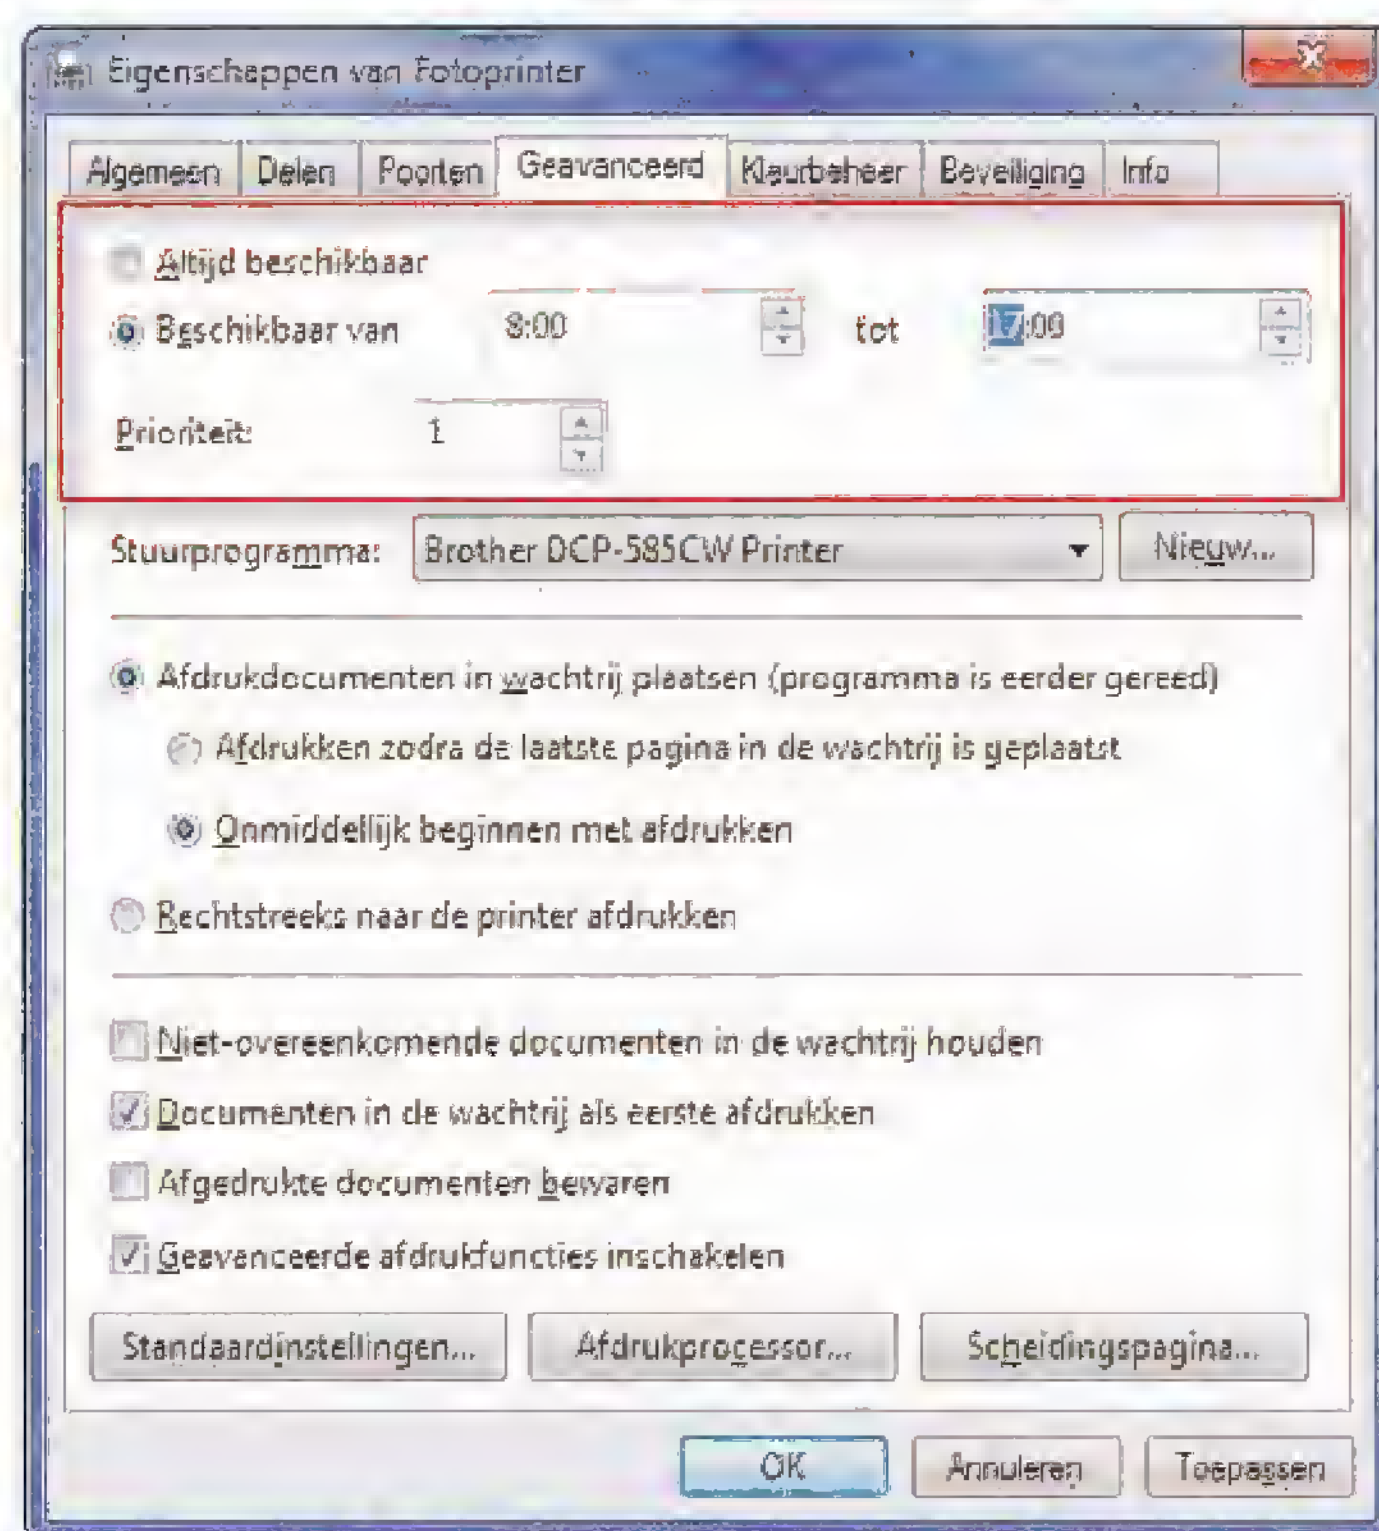 Eigenschappen van Fotoprinter
Algemeen Delen Poorten Geavanceerd Kleurbeheer Beveiliging Info
Altijd beschikbaar
Beschikbaar van 8:00 tot 17:00
Prioriteit: 1
Stuurprogramma: Brother DCP-585CW Printer Nieuw...
Afdrukdocumenten in wachtrij plaatsen (programma is eerder gereed)
Afdrukken zodra de laatste pagina in de wachtrij is geplaatst
Onmiddellijk beginnen met afdrukken
Rechtstreeks naar de printer afdrukken
Niet-overeenkomende documenten in de wachtrij houden
Documenten in de wachtrij als eerste afdrukken
Afgedrukte documenten bewaren
Geavanceerde afdrukfuncties inschakelen
Standaardinstellingen... Afdrukprocessor... Scheidingspagina...
OK Annuleren Toepassen